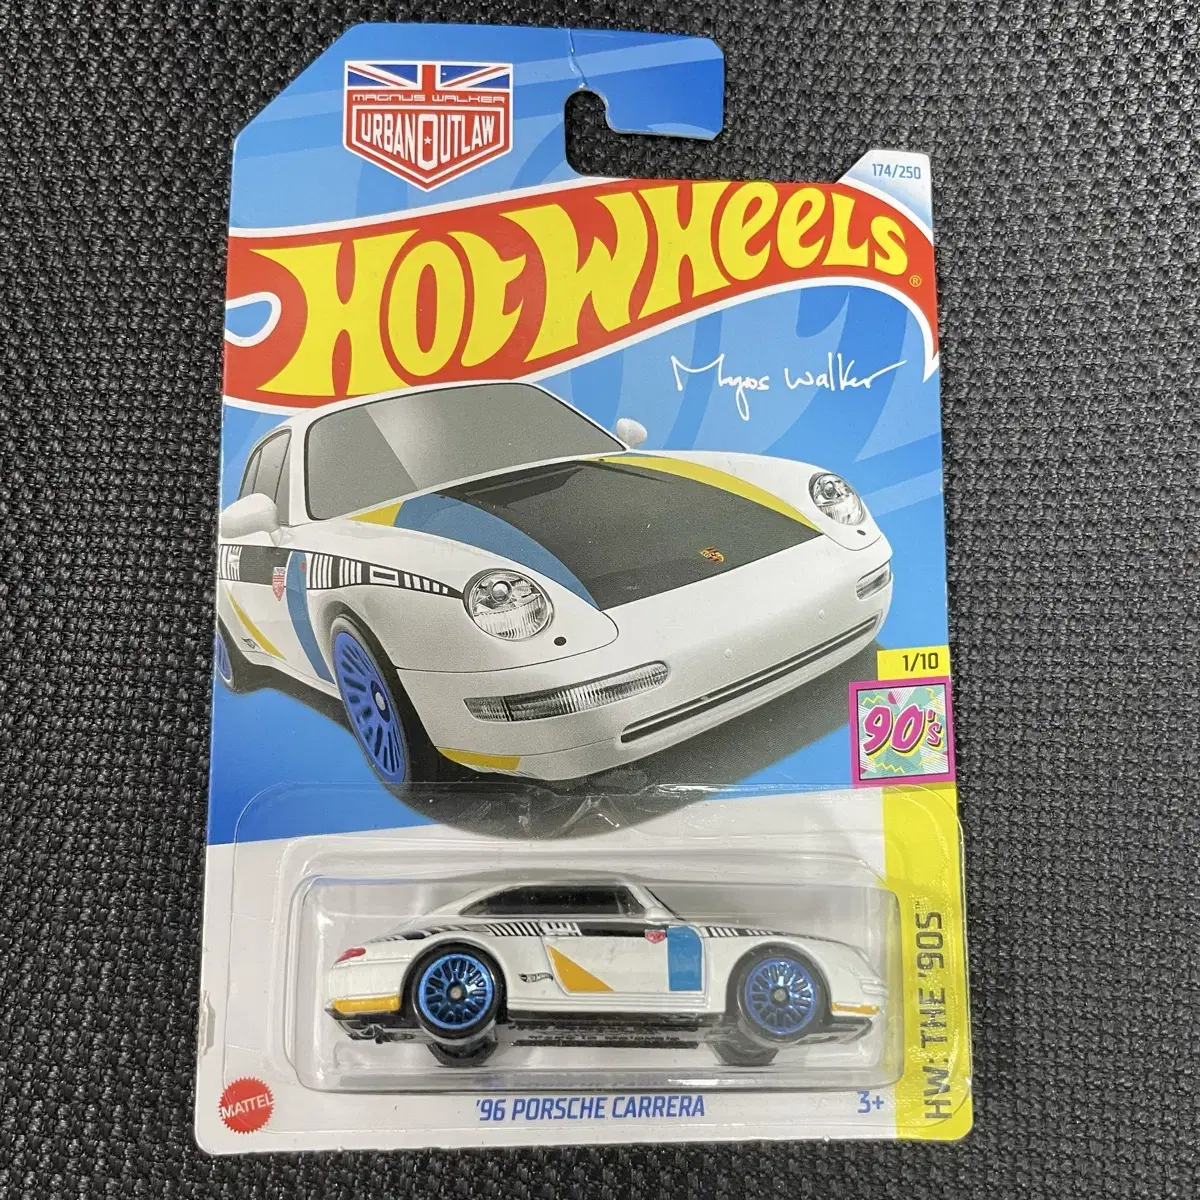 MAGNUS WALKER
URBAN OUTLAW
174/250
HOT WHEELS®
Magnus Walker
1/10
90's
HW: THE '90s™
MATTEL
'96 PORSCHE CARRERA
3+